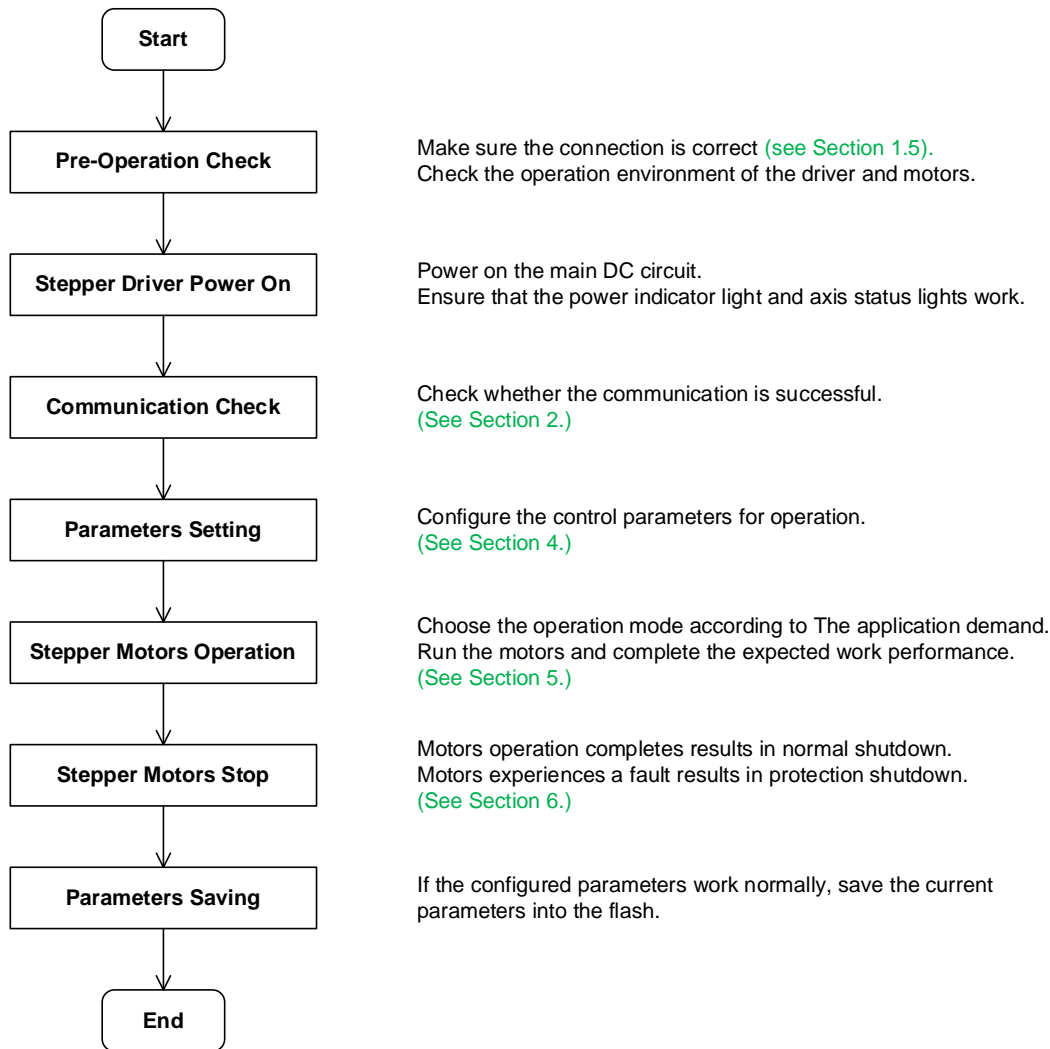 Start
Pre-Operation Check
Make sure the connection is correct (see Section 1.5).
Check the operation environment of the driver and motors.
Stepper Driver Power On
Power on the main DC circuit.
Ensure that the power indicator light and axis status lights work.
Communication Check
Check whether the communication is successful.
(See Section 2.)
Parameters Setting
Configure the control parameters for operation.
(See Section 4.)
Stepper Motors Operation
Choose the operation mode according to The application demand.
Run the motors and complete the expected work performance.
(See Section 5.)
Stepper Motors Stop
Motors operation completes results in normal shutdown.
Motors experiences a fault results in protection shutdown.
(See Section 6.)
Parameters Saving
If the configured parameters work normally, save the current
parameters into the flash.
End